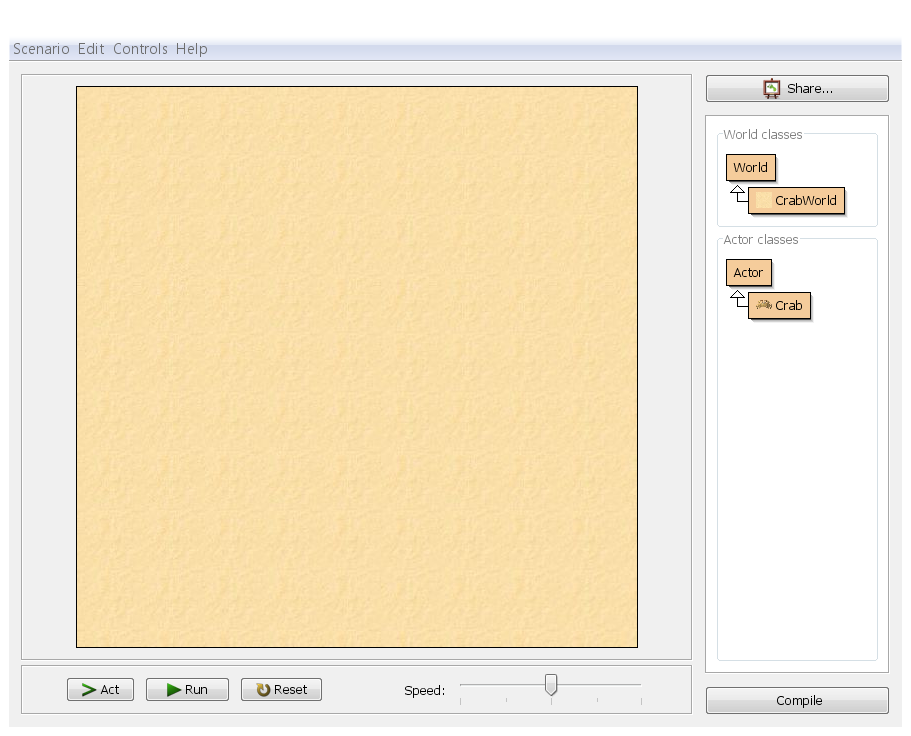 Scenario Edit Controls Help
Share...
World classes
World
CrabWorld
Actor classes
Actor
Crab
Act Run Reset Speed:
Compile